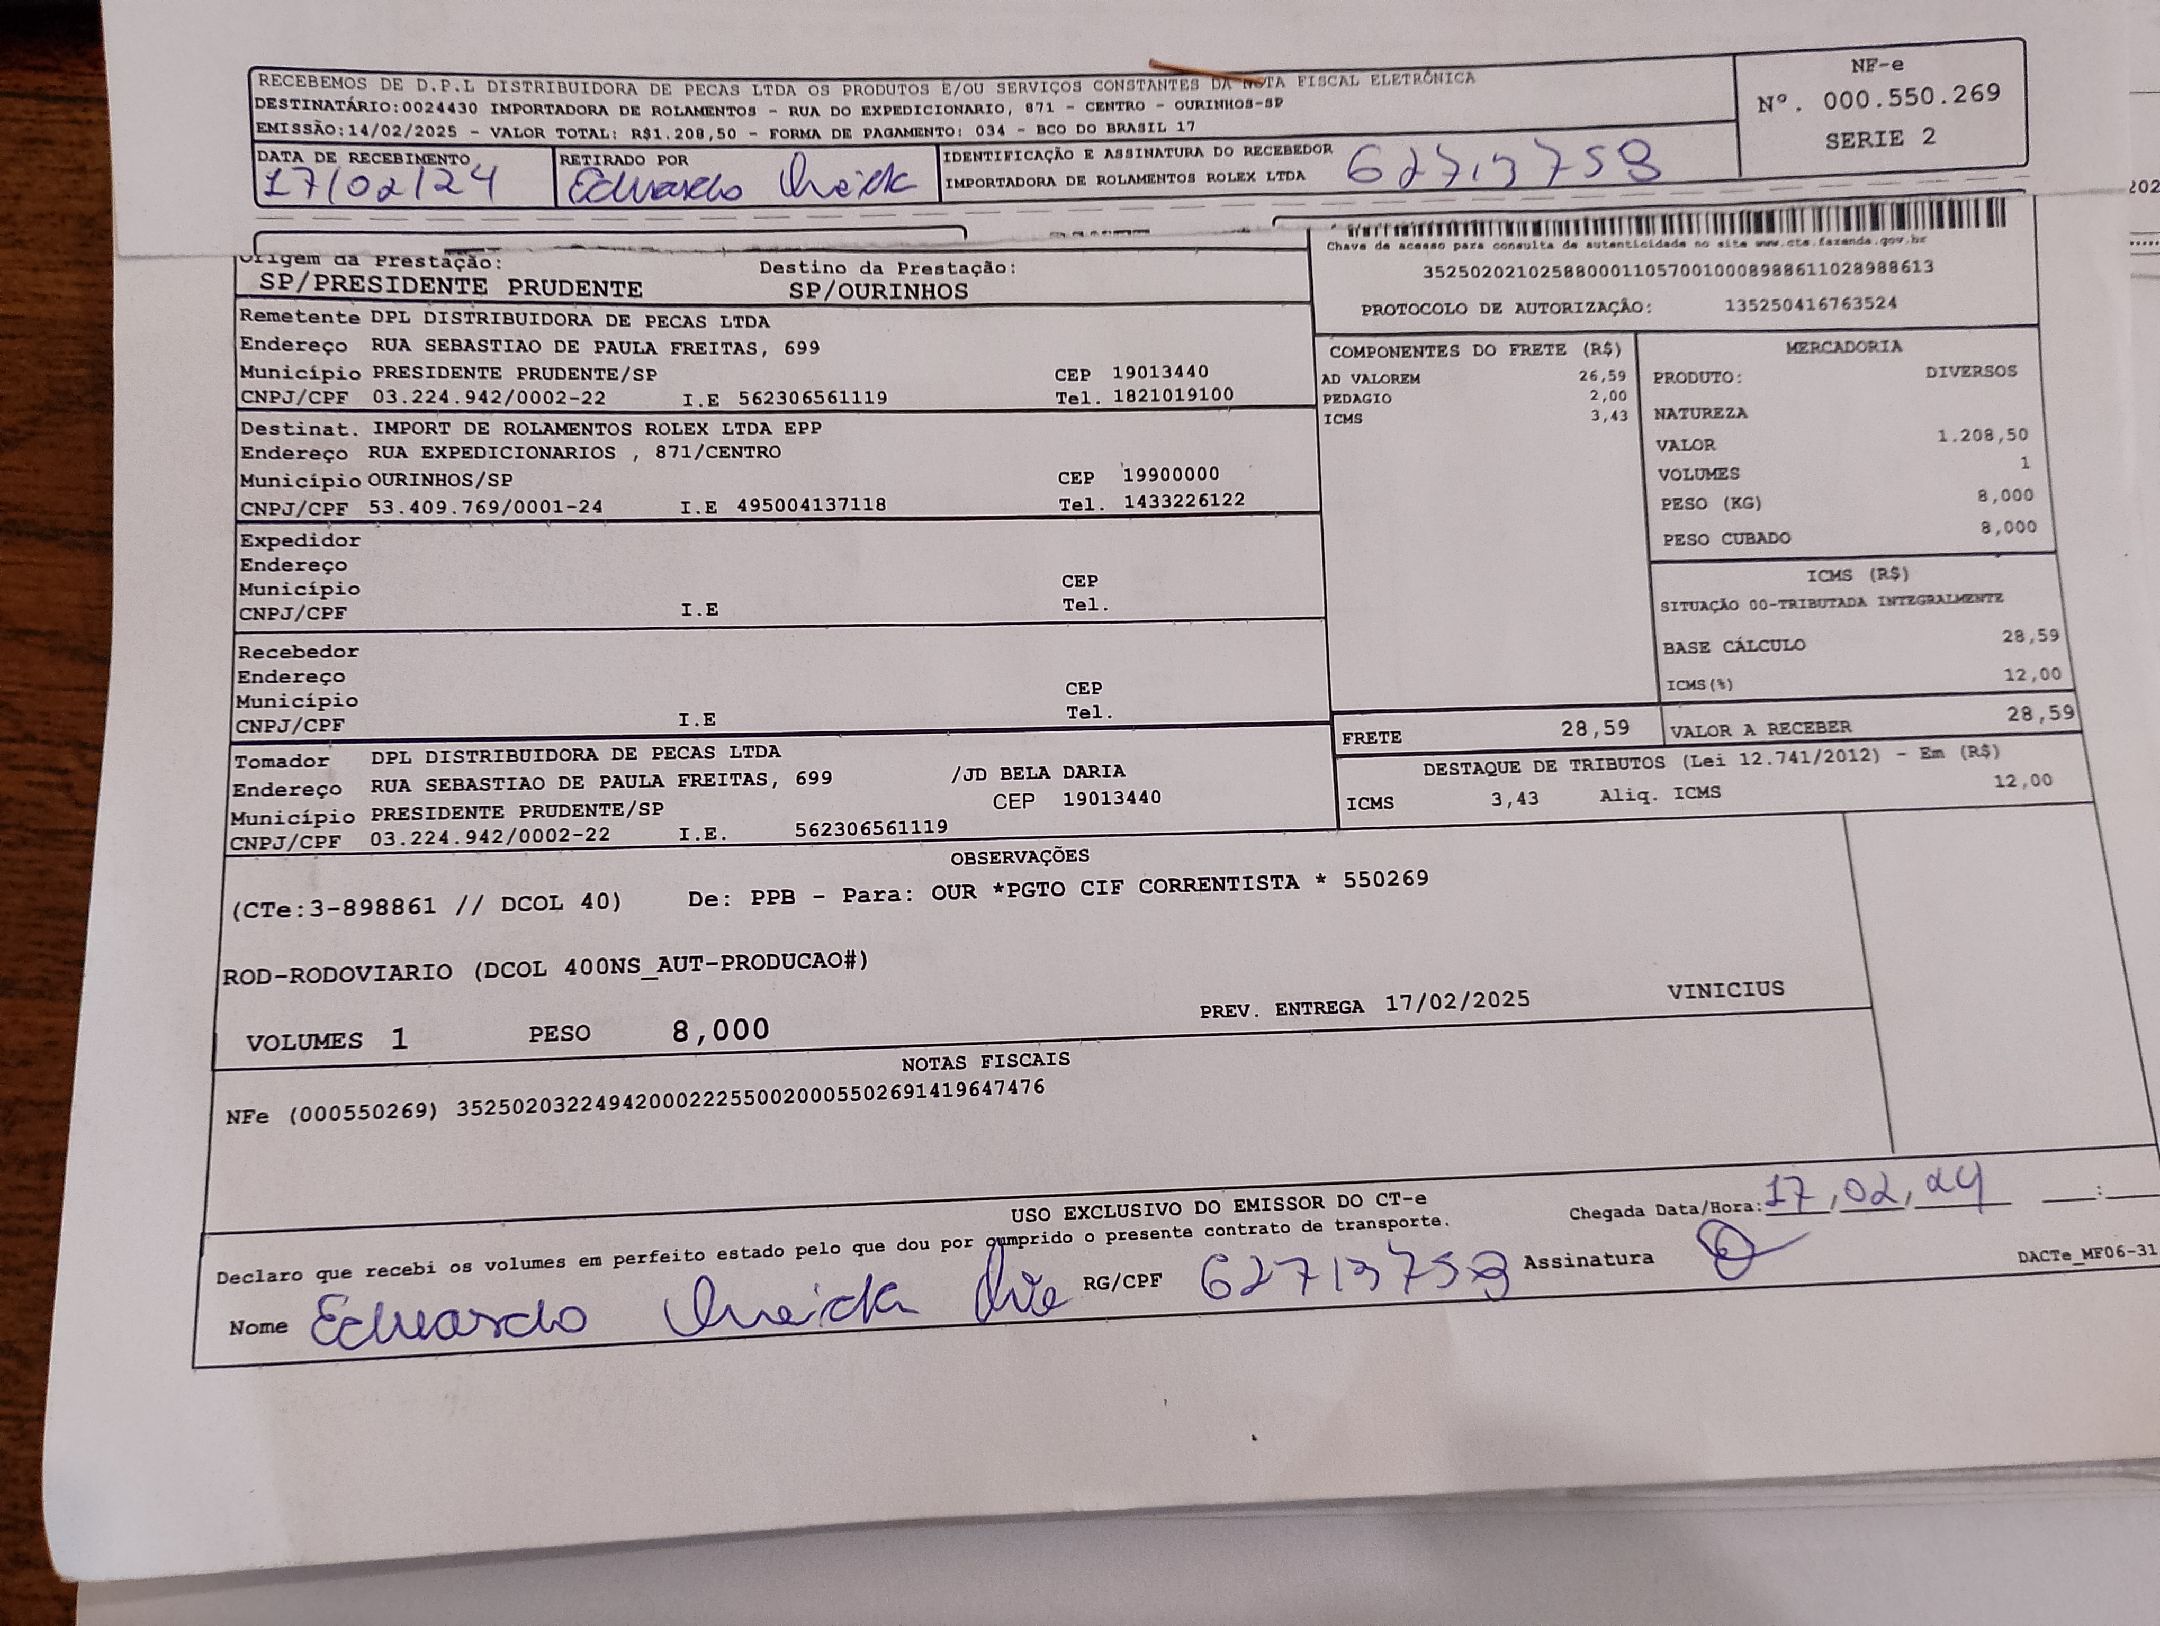 RECEBEMOS DE D.P.L DISTRIBUIDORA DE PECAS LTDA OS PRODUTOS E/OU SERVIÇOS CONSTANTES DA NOTA FISCAL ELETRÔNICA
DESTINATÁRIO:0024430 IMPORTADORA DE ROLAMENTOS - RUA DO EXPEDICIONARIO, 871 - CENTRO - OURINHOS-SP
EMISSÃO:14/02/2025 - VALOR TOTAL: R$1.208,50 - FORMA DE PAGAMENTO: 034 - BCO DO BRASIL 17
NF-e
Nº. 000.550.269
SERIE 2
DATA DE RECEBIMENTO
17/02/24
RETIRADO POR
Eduardo
IDENTIFICAÇÃO E ASSINATURA DO RECEBEDOR
IMPORTADORA DE ROLAMENTOS ROLEX LTDA
202
Chave de acesso para consulta de autenticidade no site www.cte.fazenda.gov.br
35250202102588000110570010008988611028988613
PROTOCOLO DE AUTORIZAÇÃO: 135250416763524
Origem da Prestação: Destino da Prestação:
SP/PRESIDENTE PRUDENTE SP/OURINHOS
Remetente DPL DISTRIBUIDORA DE PECAS LTDA
Endereço RUA SEBASTIAO DE PAULA FREITAS, 699
Município PRESIDENTE PRUDENTE/SP CEP 19013440
CNPJ/CPF 03.224.942/0002-22 I.E 562306561119 Tel. 1821019100
Destinat. IMPORT DE ROLAMENTOS ROLEX LTDA EPP
Endereço RUA EXPEDICIONARIOS , 871/CENTRO
Município OURINHOS/SP CEP 19900000
CNPJ/CPF 53.409.769/0001-24 I.E 495004137118 Tel. 1433226122
Expedidor
Endereço
Município CEP
CNPJ/CPF I.E Tel.
Recebedor
Endereço
Município CEP
CNPJ/CPF I.E Tel.
Tomador DPL DISTRIBUIDORA DE PECAS LTDA
Endereço RUA SEBASTIAO DE PAULA FREITAS, 699 /JD BELA DARIA
Município PRESIDENTE PRUDENTE/SP CEP 19013440
CNPJ/CPF 03.224.942/0002-22 I.E. 562306561119
COMPONENTES DO FRETE (R$)
AD VALOREM 26,59
PEDAGIO 2,00
ICMS 3,43
MERCADORIA
PRODUTO: DIVERSOS
NATUREZA
VALOR 1.208,50
VOLUMES 1
PESO (KG) 8,000
PESO CUBADO 8,000
ICMS (R$)
SITUAÇÃO 00-TRIBUTADA INTEGRALMENTE
BASE CÁLCULO 28,59
ICMS(%) 12,00
FRETE 28,59 VALOR A RECEBER 28,59
DESTAQUE DE TRIBUTOS (Lei 12.741/2012) - Em (R$)
ICMS 3,43 Aliq. ICMS 12,00
OBSERVAÇÕES
(CTe:3-898861 // DCOL 40) De: PPB - Para: OUR *PGTO CIF CORRENTISTA * 550269
ROD-RODOVIARIO (DCOL 400NS_AUT-PRODUCAO#)
VOLUMES 1 PESO 8,000 PREV. ENTREGA 17/02/2025 VINICIUS
NOTAS FISCAIS
NFe (000550269) 35250203224942000222550020005502691419647476
USO EXCLUSIVO DO EMISSOR DO CT-e
Declaro que recebi os volumes em perfeito estado pelo que dou por cumprido o presente contrato de transporte.
Chegada Data/Hora: 17,02,24 ___:___
Nome Eduardo RG/CPF Assinatura
DACTe_MF06-31